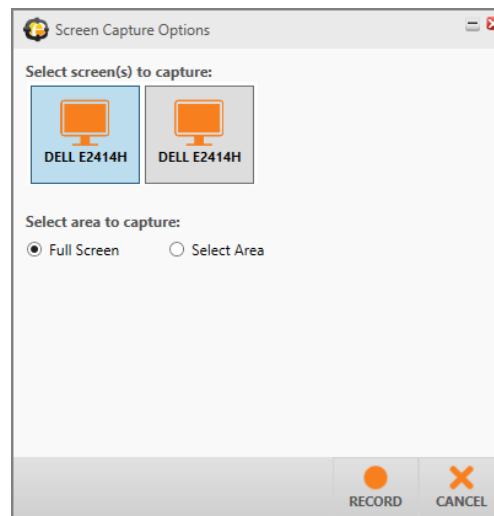 Screen Capture Options
Select screen(s) to capture:
DELL E2414H DELL E2414H
Select area to capture:
Full Screen Select Area
RECORD CANCEL